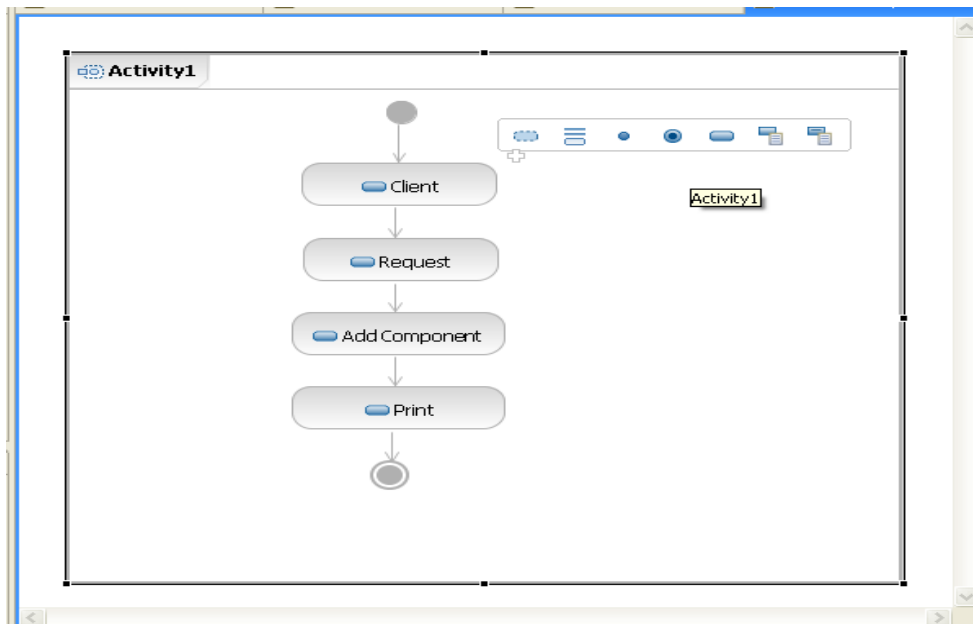 Activity1
Client
Activity1
Request
Add Component
Print